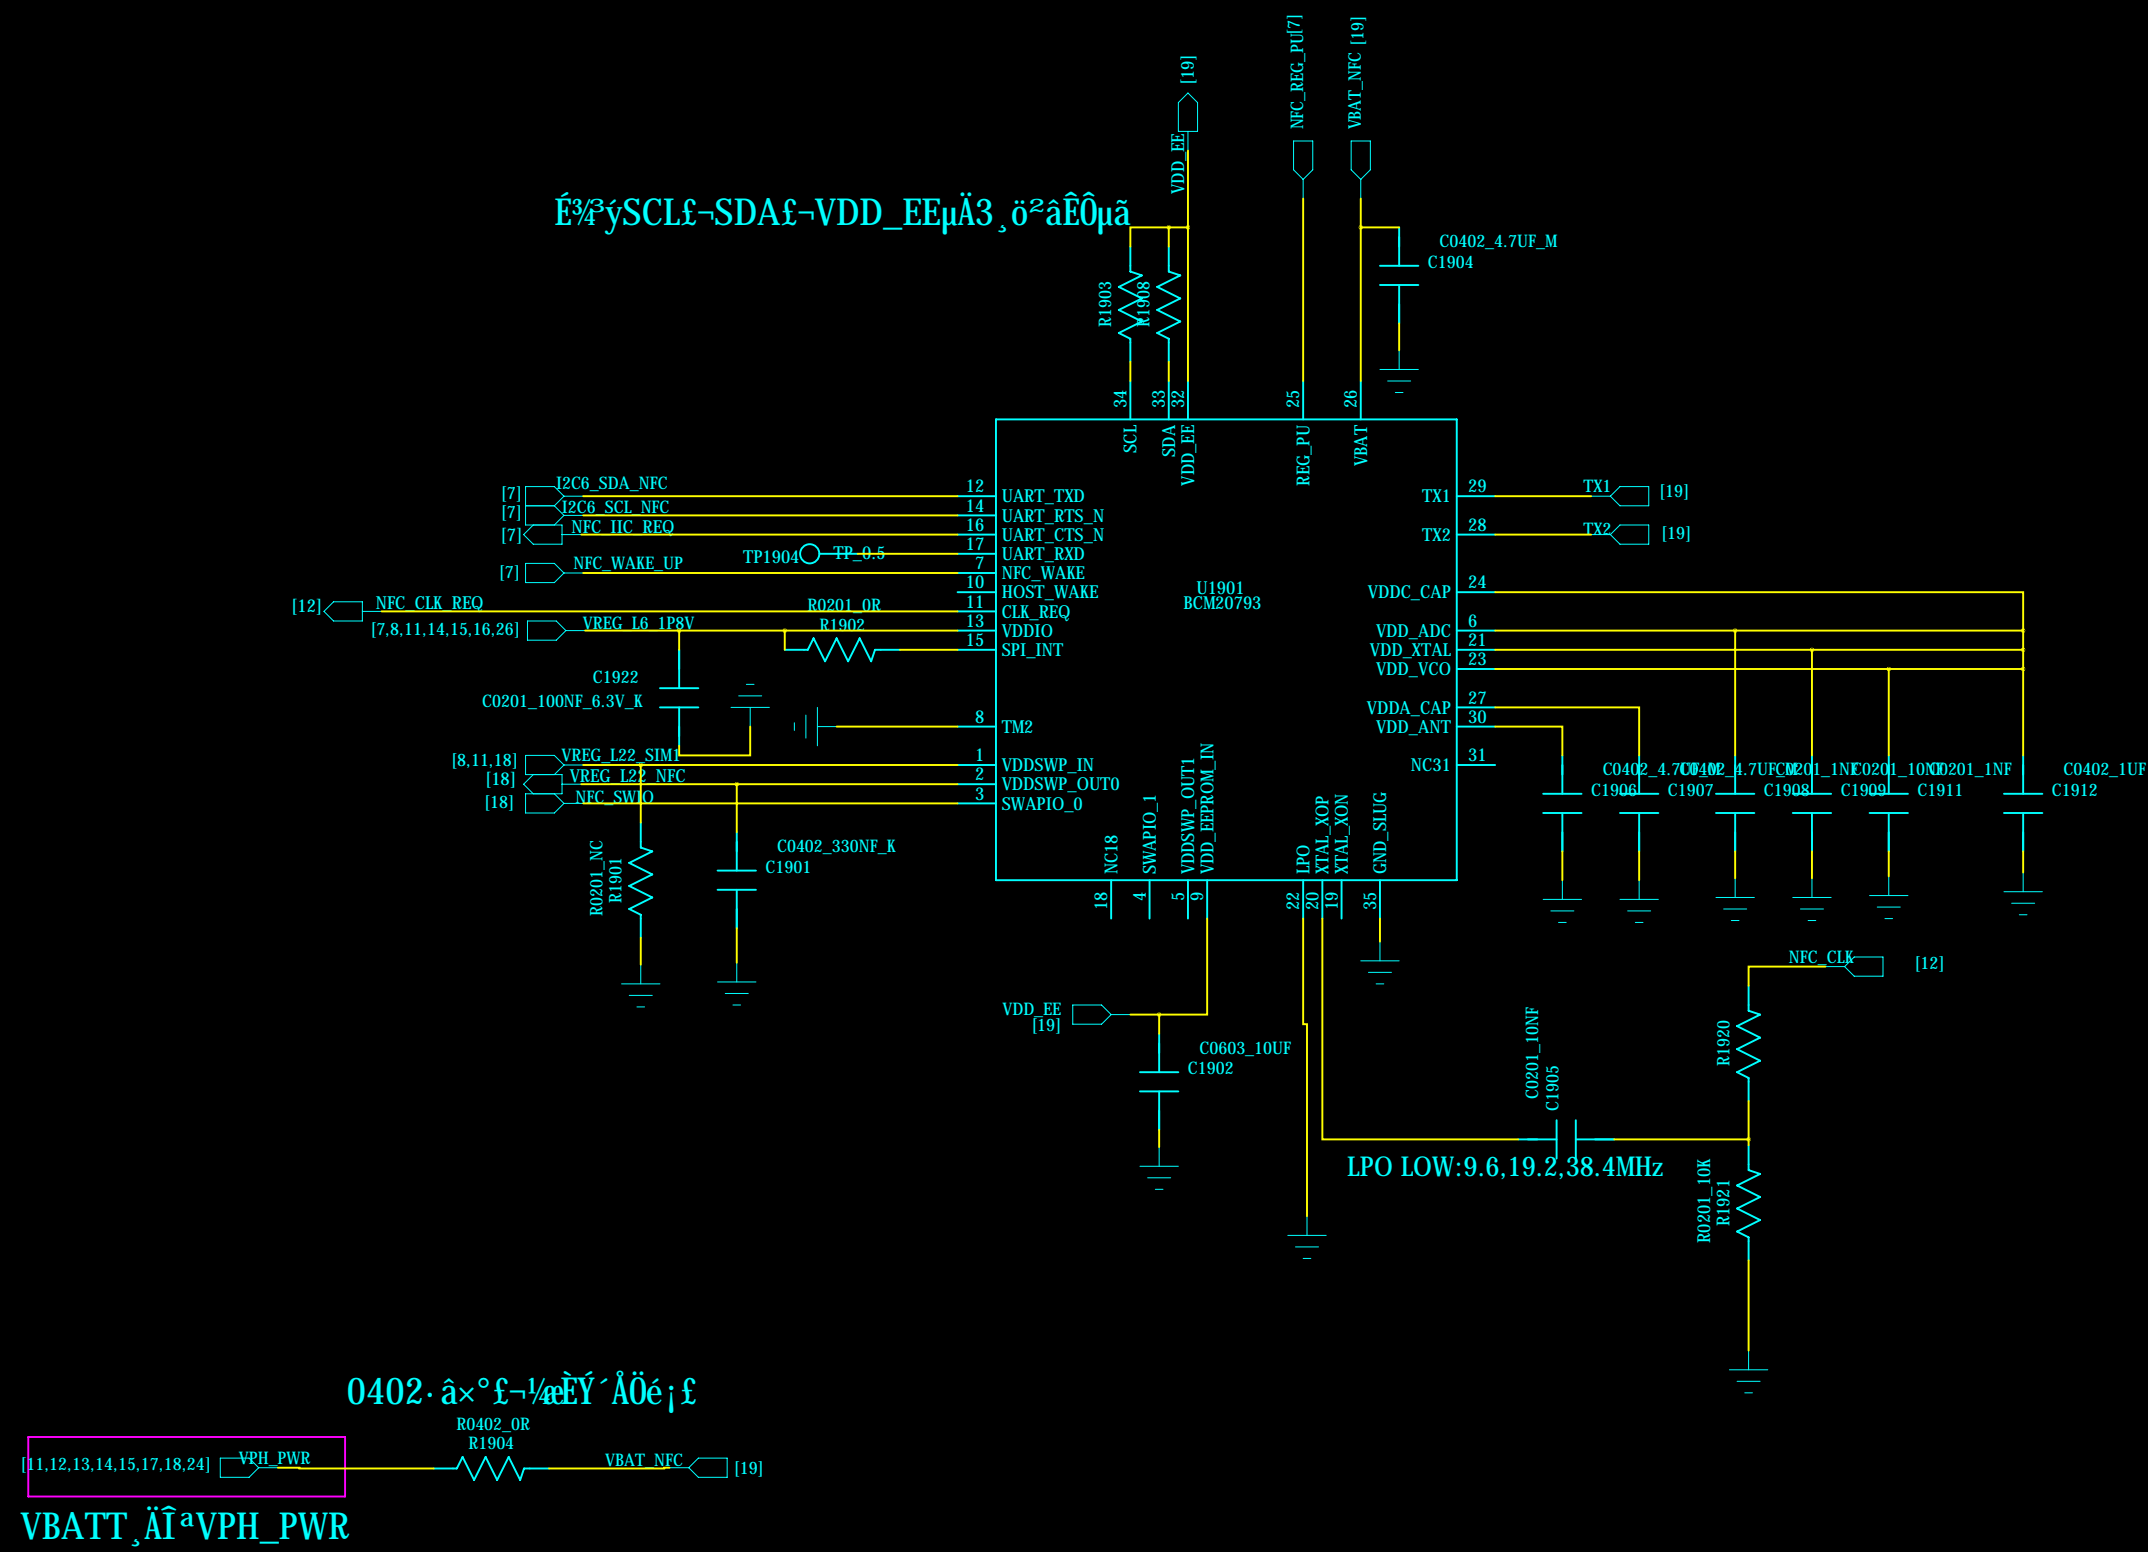 [19]
NFC_REG_PU[7]
VBAT_NFC [19]
VDD_EE
É¾³ýSCL£¬SDA£¬VDD_EEµÄ3¸ö²âÊÔµã
C0402_4.7UF_M
C1904
R1903
R1908
34
33
32
25
26
SCL
SDA
VDD_EE
REG_PU
VBAT
[7]
I2C6_SDA_NFC
12
UART_TXD
[7]
I2C6_SCL_NFC
14
UART_RTS_N
[7]
NFC_IIC_REQ
16
UART_CTS_N
TP1904
TP_0.5
17
UART_RXD
[7]
NFC_WAKE_UP
7
NFC_WAKE
10
HOST_WAKE
[12]
NFC_CLK_REQ
11
CLK_REQ
[7,8,11,14,15,16,26]
VREG_L6_1P8V
13
VDDIO
R0201_0R
R1902
15
SPI_INT
C1922
C0201_100NF_6.3V_K
8
TM2
[8,11,18]
VREG_L22_SIM1
1
VDDSWP_IN
[18]
VREG_L22_NFC
2
VDDSWP_OUT0
[18]
NFC_SWIO
3
SWAPIO_0
U1901
BCM20793
TX1
29
TX1
[19]
TX2
28
TX2
[19]
VDDC_CAP
24
VDD_ADC
6
VDD_XTAL
21
VDD_VCO
23
VDDA_CAP
27
VDD_ANT
30
NC31
31
C0402_4.7UF_M
C1906
C0402_4.7UF_M
C1907
C0201_1NF
C1908
C0201_10NF
C1909
C0201_1NF
C1911
C0402_1UF
C1912
R0201_NC
R1901
C0402_330NF_K
C1901
NC18
SWAPIO_1
VDDSWP_OUT1
VDD_EEPROM_IN
LPO
XTAL_XOP
XTAL_XON
GND_SLUG
18
4
5
9
22
20
19
35
VDD_EE
[19]
C0603_10UF
C1902
NFC_CLK
[12]
R1920
C0201_10NF
C1905
LPO LOW:9.6,19.2,38.4MHz
R0201_10K
R1921
0402·â×°£¬¼æÈÝ´ÅÖé¡£
R0402_0R
R1904
[11,12,13,14,15,17,18,24]
VPH_PWR
VBAT_NFC
[19]
VBATT¸ÄÎªVPH_PWR